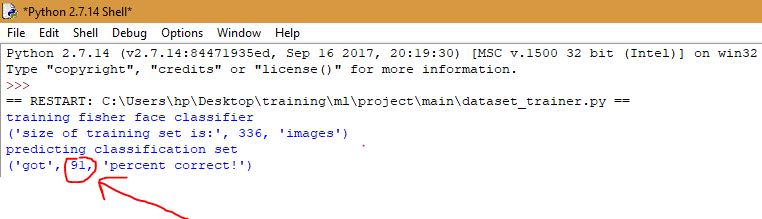 *Python 2.7.14 Shell*
File Edit Shell Debug Options Window Help
Python 2.7.14 (v2.7.14:84471935ed, Sep 16 2017, 20:19:30) [MSC v.1500 32 bit (Intel)] on win32
Type "copyright", "credits" or "license()" for more information.
>>>
== RESTART: C:\Users\hp\Desktop\training\ml\project\main\dataset_trainer.py ==
training fisher face classifier
('size of training set is:', 336, 'images')
predicting classification set
('got', 91, 'percent correct!')